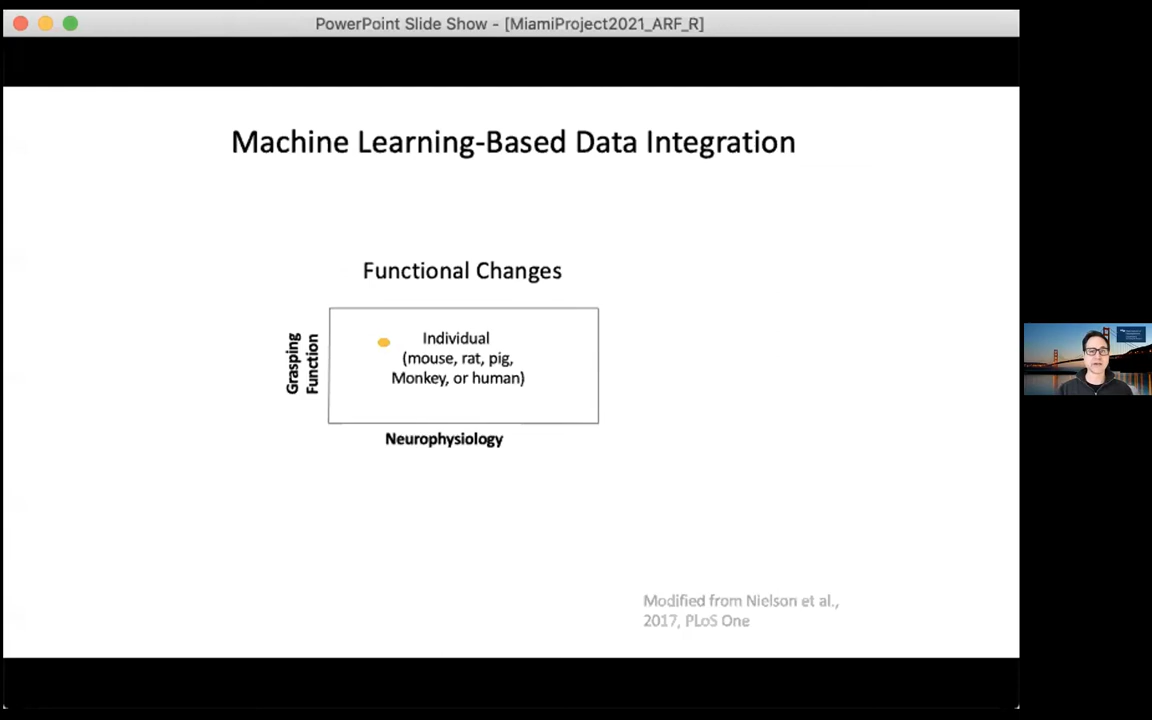 PowerPoint Slide Show - [MiamiProject2021_ARF_R]
Machine Learning-Based Data Integration
Functional Changes
Grasping
Function
Individual
(mouse, rat, pig,
Monkey, or human)
Neurophysiology
Modified from Nielson et al.,
2017, PLoS One